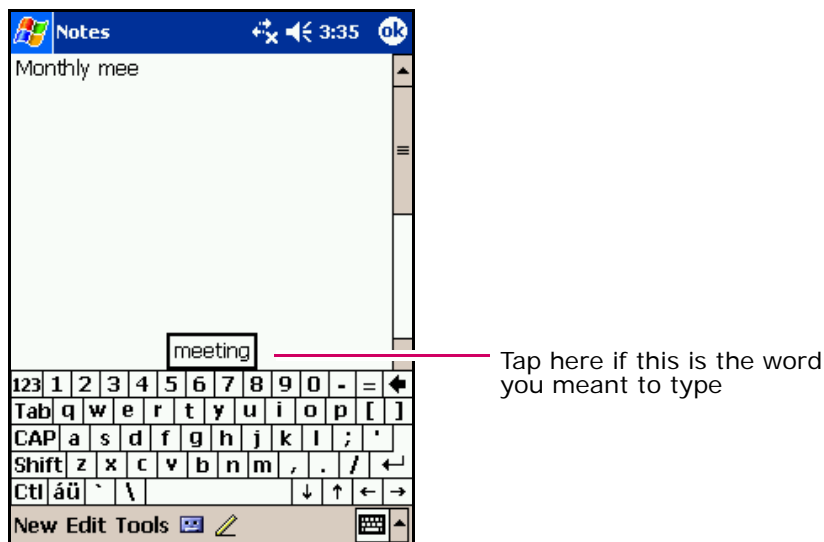 Notes 3:35 ok
Monthly mee
meeting
Tap here if this is the word
you meant to type
123 1 2 3 4 5 6 7 8 9 0 - =
Tab q w e r t y u i o p [ ]
CAP a s d f g h j k l ; '
Shift z x c v b n m , . /
Ctl áü ` \ ↓ ↑ ← →
New Edit Tools